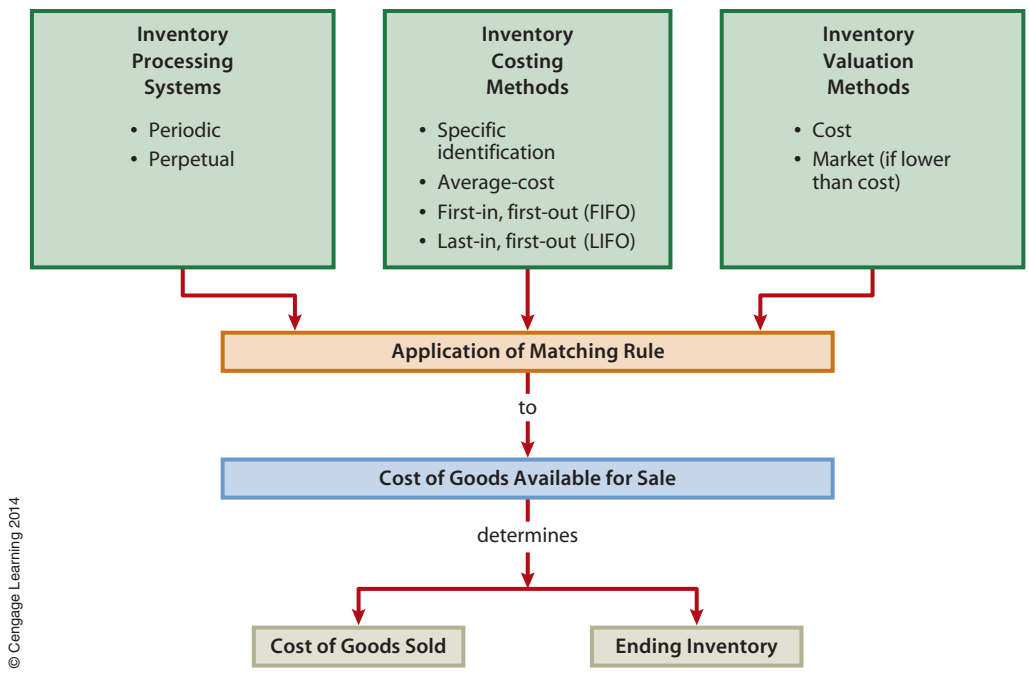 Inventory
Processing
Systems
• Periodic
• Perpetual
Inventory
Costing
Methods
• Specific
identification
• Average-cost
• First-in, first-out (FIFO)
• Last-in, first-out (LIFO)
Inventory
Valuation
Methods
• Cost
• Market (if lower
than cost)
Application of Matching Rule
to
Cost of Goods Available for Sale
determines
Cost of Goods Sold
Ending Inventory
© Cengage Learning 2014